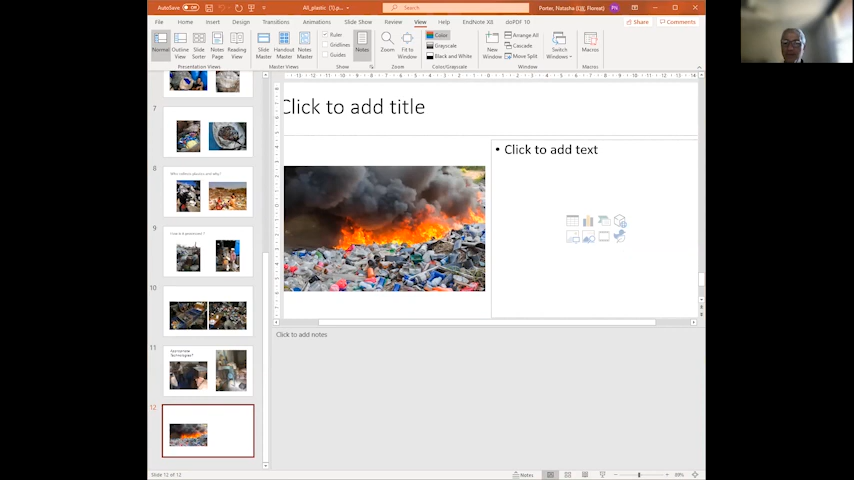 AutoSave Off
All_plastic (1).p...
Search
Porter, Natasha
PN
File Home Insert Design Transitions Animations Slide Show Review View Help EndNote X8 doPDF 10
Share Comments
Normal Outline View Slide Sorter Notes Page Reading View
Presentation Views
Slide Master Handout Master Notes Master
Master Views
Ruler
Gridlines
Guides
Show
Notes
Zoom Fit to Window
Zoom
Color
Grayscale
Black and White
Color/Grayscale
New Window
Arrange All
Cascade
Move Split
Window
Switch Windows
Macros
Macros
7
8
Who collects plastics and why?
9
10
11
12
Click to add title
• Click to add text
Click to add notes
Slide 12 of 12
Notes
89%